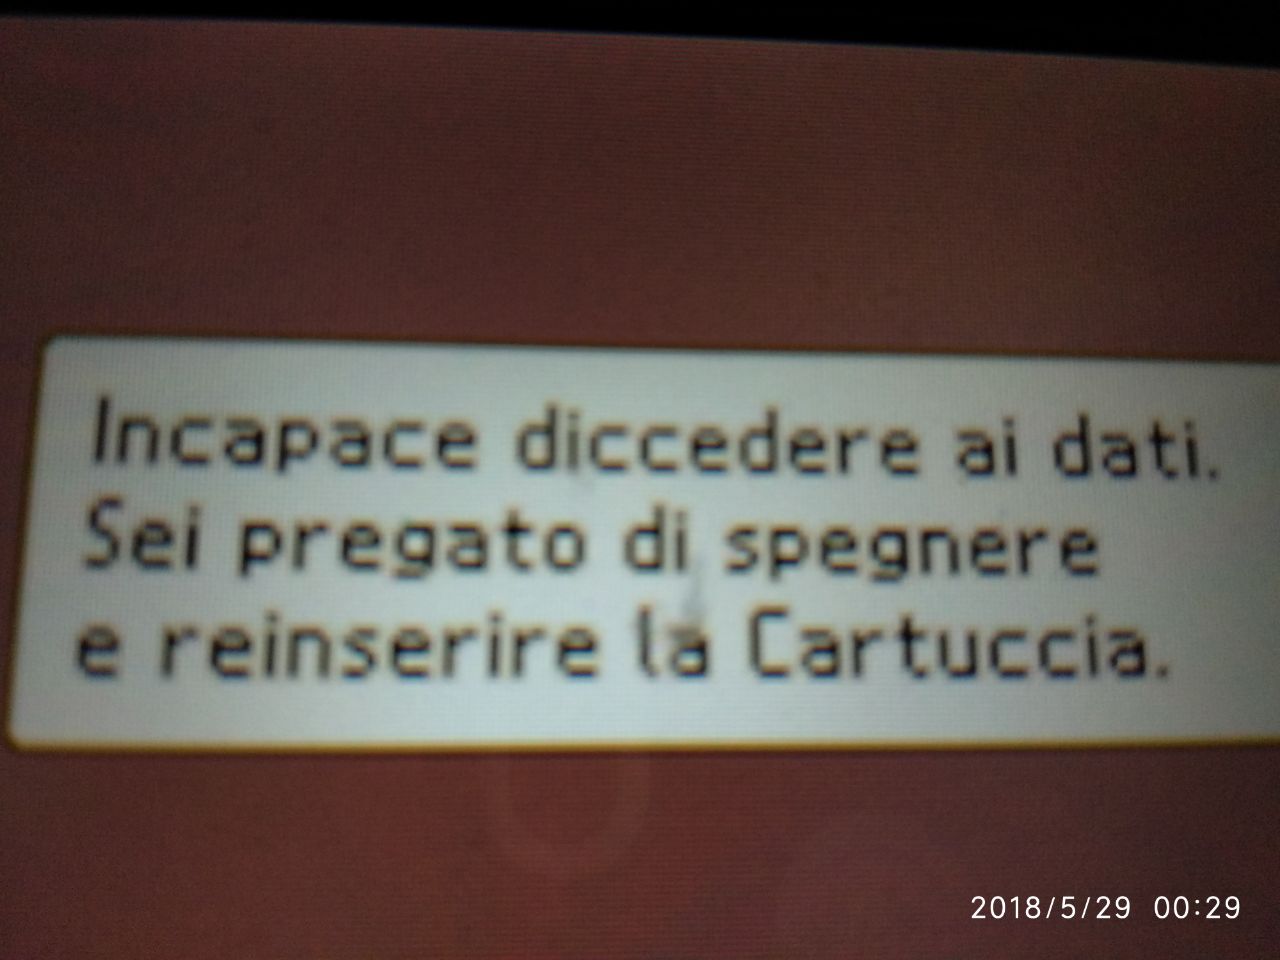 Incapace diccedere ai dati.
Sei pregato di spegnere
e reinserire la Cartuccia.
2018/5/29 00:29